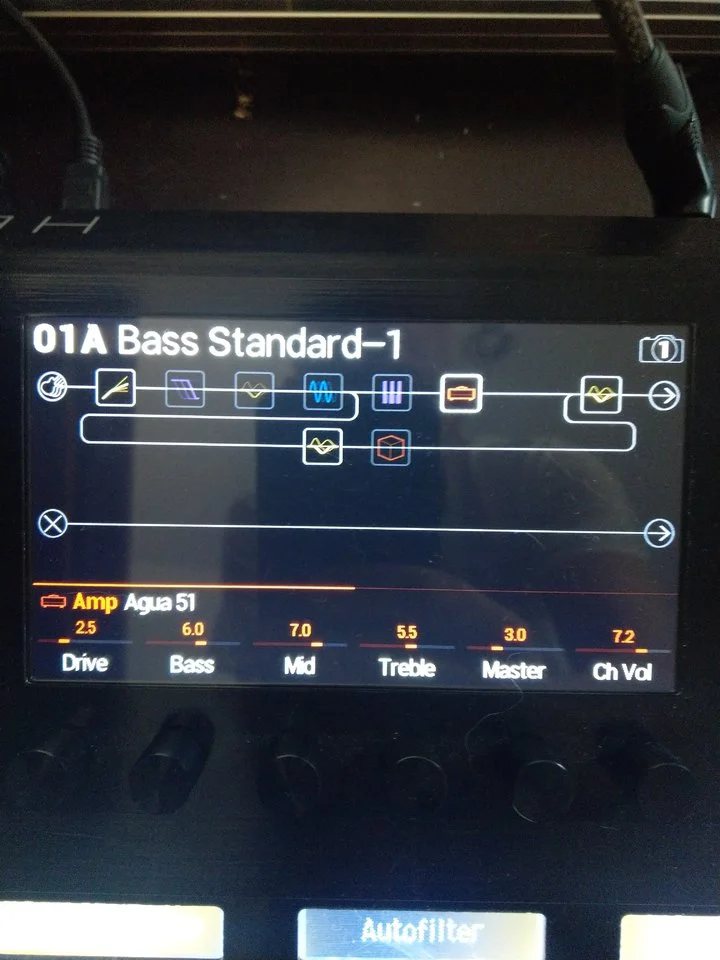 01A Bass Standard-1
1
Amp Agua 51
2.5 6.0 7.0 5.5 3.0 7.2
Drive Bass Mid Treble Master Ch Vol
Autofilter